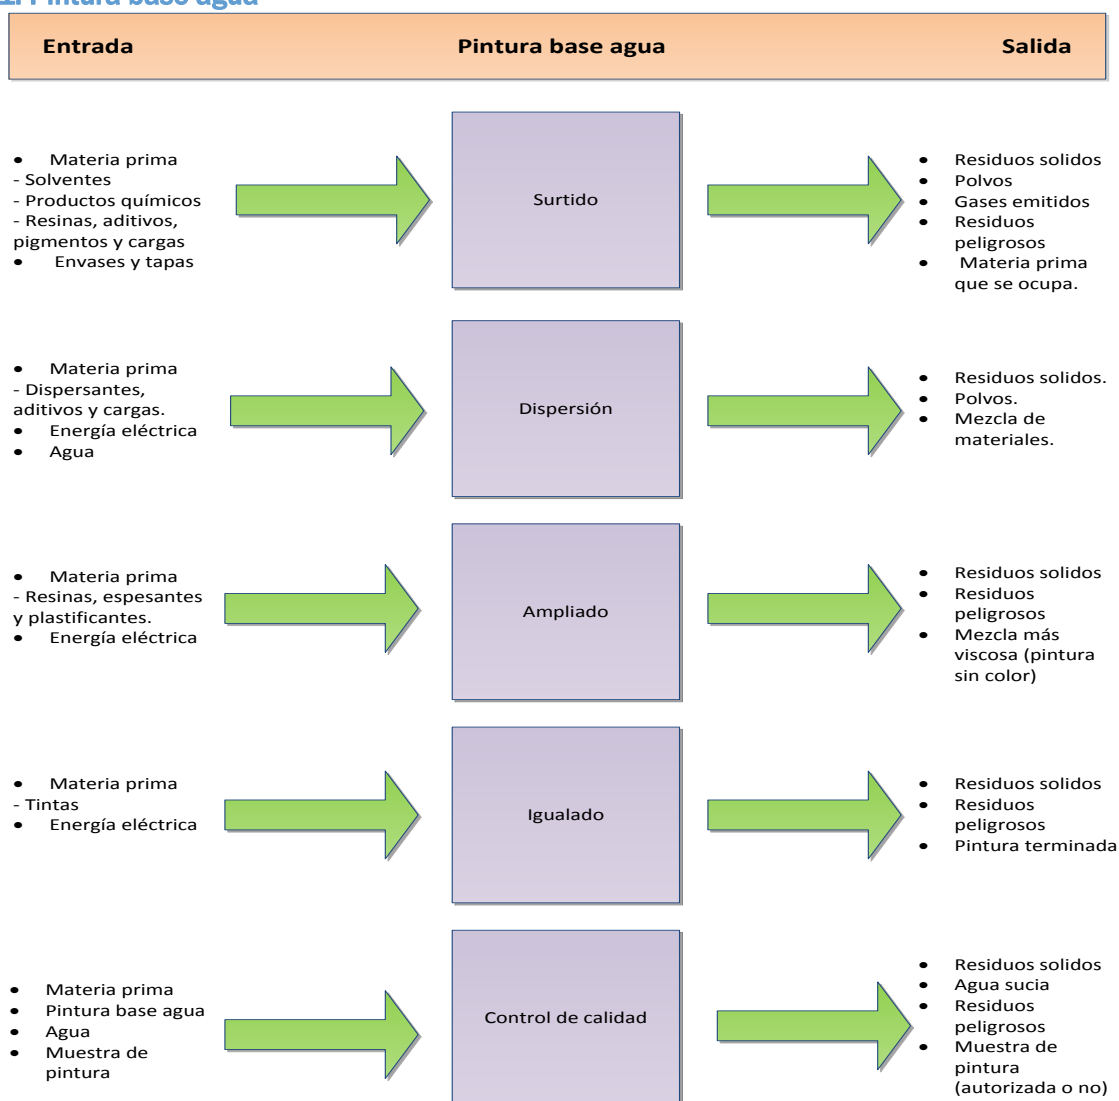 1. Pintura base agua
Entrada
Pintura base agua
Salida
• Materia prima
- Solventes
- Productos químicos
- Resinas, aditivos,
pigmentos y cargas
• Envases y tapas
Surtido
• Residuos solidos
• Polvos
• Gases emitidos
• Residuos
peligrosos
• Materia prima
que se ocupa.
• Materia prima
- Dispersantes,
aditivos y cargas.
• Energía eléctrica
• Agua
Dispersión
• Residuos solidos.
• Polvos.
• Mezcla de
materiales.
• Materia prima
- Resinas, espesantes
y plastificantes.
• Energía eléctrica
Ampliado
• Residuos solidos
• Residuos
peligrosos
• Mezcla más
viscosa (pintura
sin color)
• Materia prima
- Tintas
• Energía eléctrica
Igualado
• Residuos solidos
• Residuos
peligrosos
• Pintura terminada
• Materia prima
• Pintura base agua
• Agua
• Muestra de
pintura
Control de calidad
• Residuos solidos
• Agua sucia
• Residuos
peligrosos
• Muestra de
pintura
(autorizada o no)